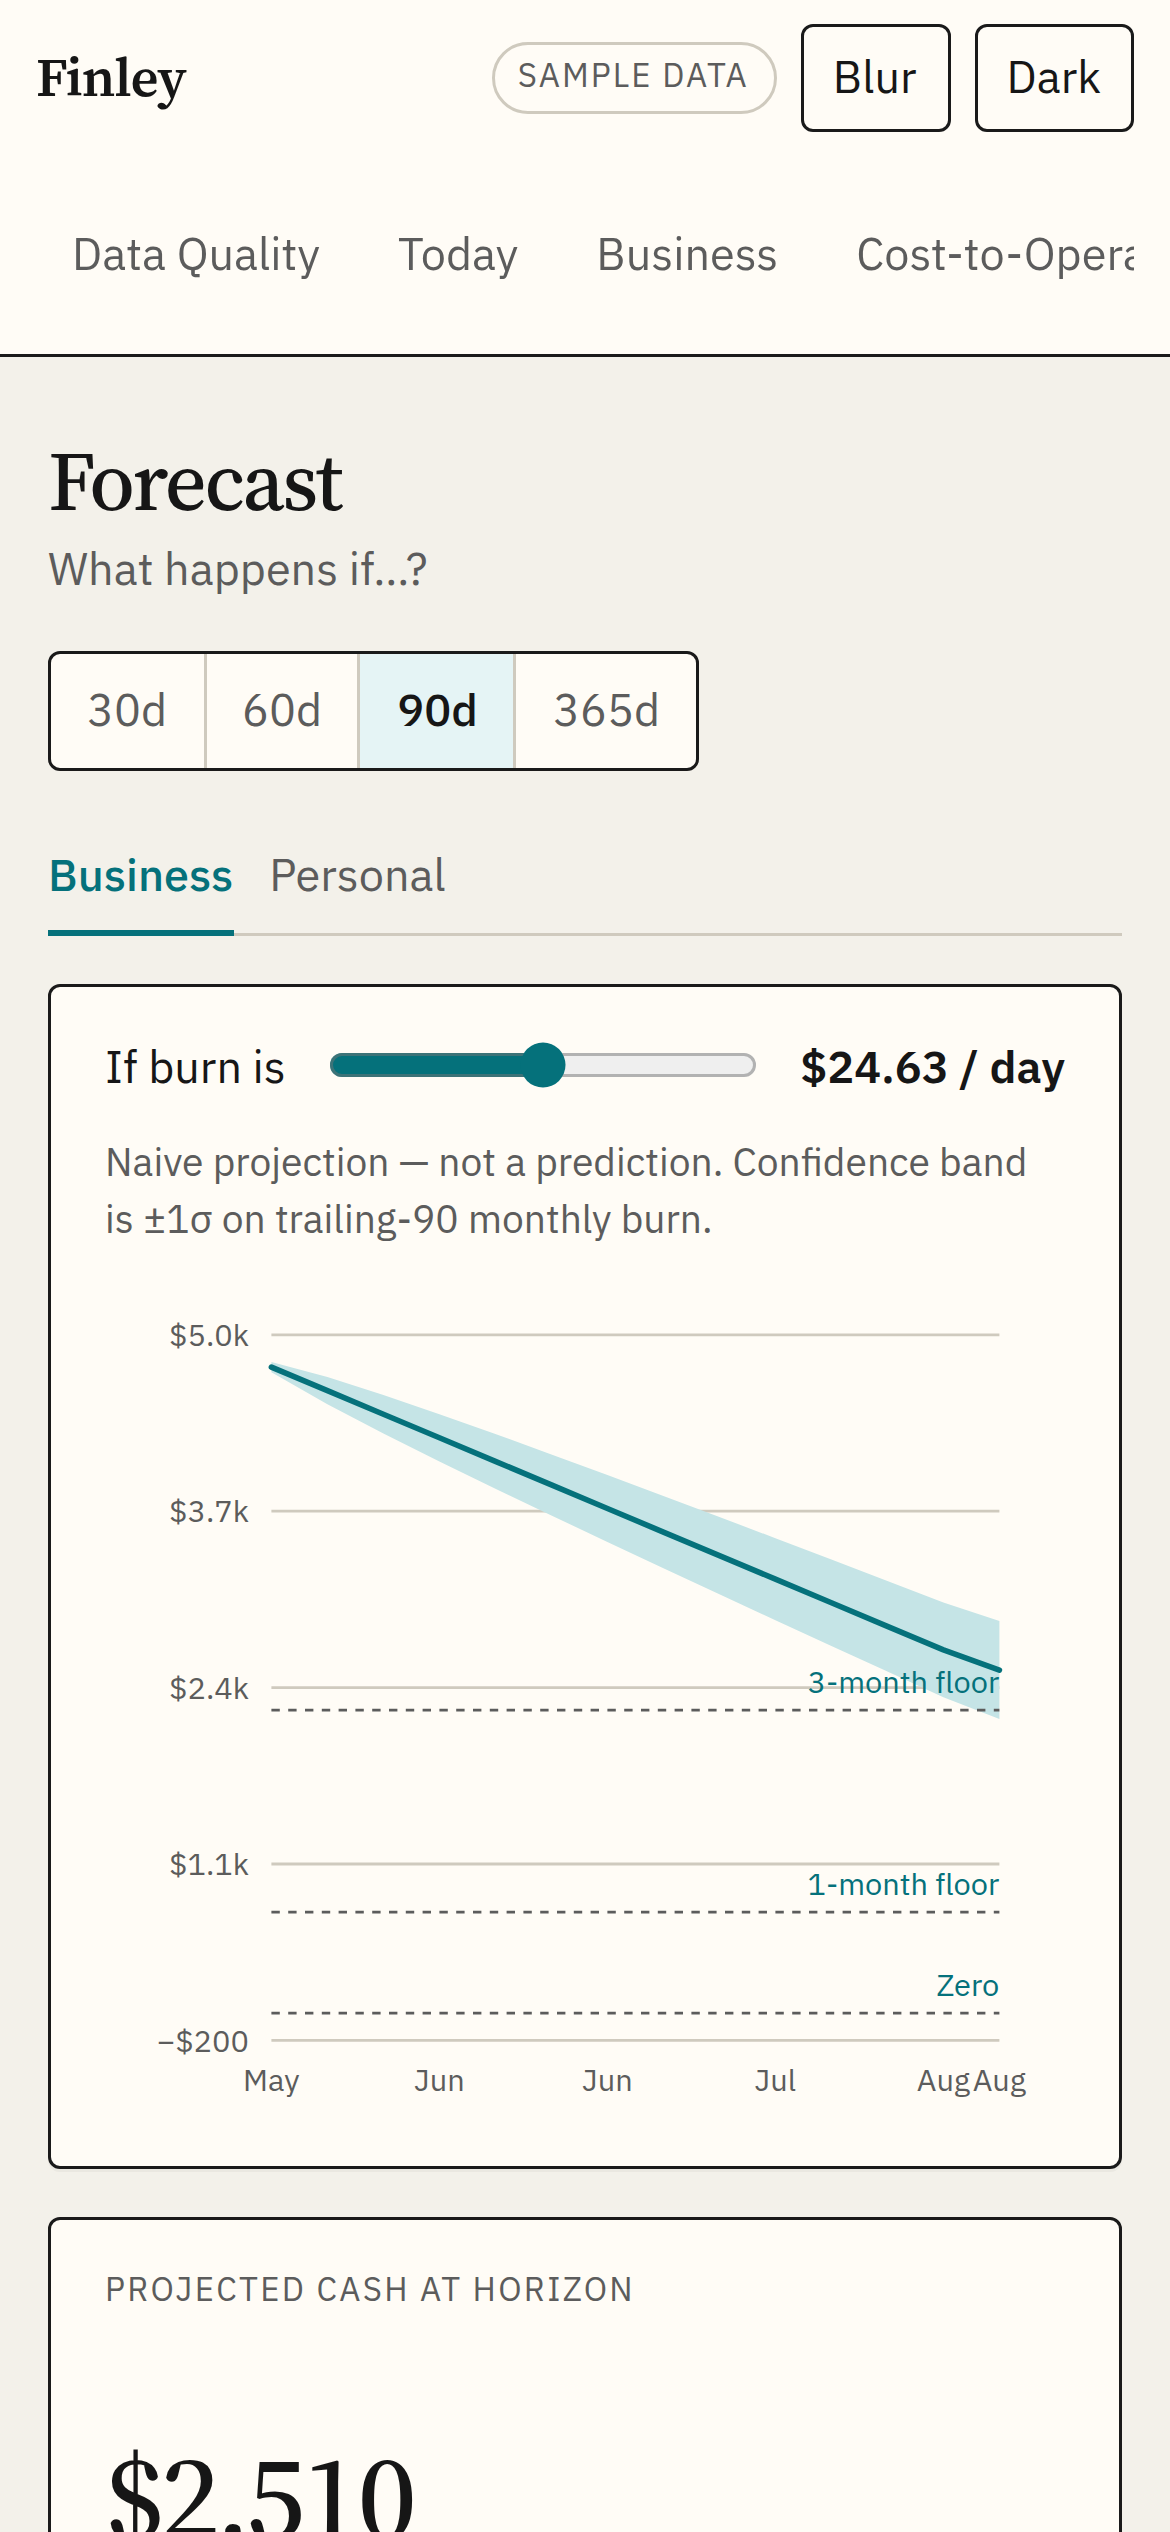 Finley
SAMPLE DATA
Blur
Dark
Data Quality
Today
Business
Cost-to-Opera
Forecast
What happens if…?
30d
60d
90d
365d
Business
Personal
If burn is
$24.63 / day
Naive projection — not a prediction. Confidence band
is ±1σ on trailing-90 monthly burn.
$5.0k
$3.7k
$2.4k
3-month floor
$1.1k
1-month floor
Zero
−$200
May
Jun
Jun
Jul
Aug
Aug
PROJECTED CASH AT HORIZON
$2,510